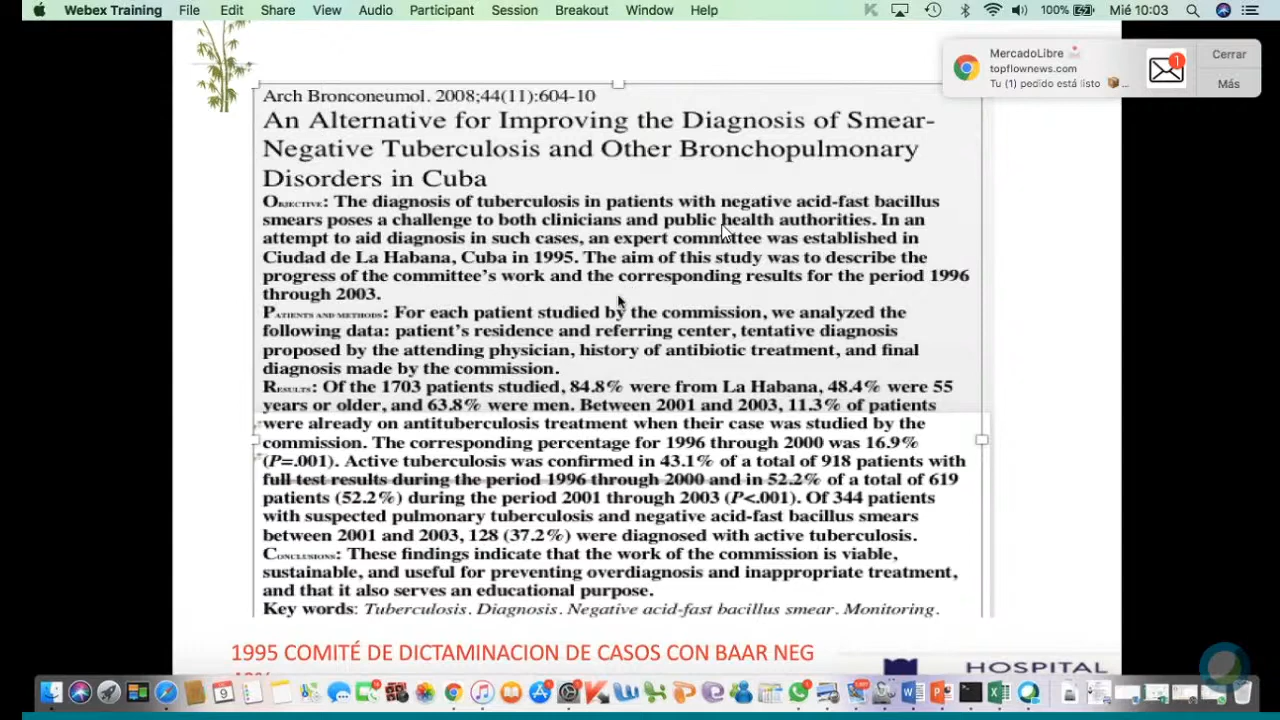 Webex Training File Edit Share View Audio Participant Session Breakout Window Help 100% Mié 10:03
MercadoLibre
topflownews.com
Tu (1) pedido está listo
1
Cerrar
Más
Arch Bronconeumol. 2008;44(11):604-10
An Alternative for Improving the Diagnosis of Smear-
Negative Tuberculosis and Other Bronchopulmonary
Disorders in Cuba
OBJECTIVE: The diagnosis of tuberculosis in patients with negative acid-fast bacillus
smears poses a challenge to both clinicians and public health authorities. In an
attempt to aid diagnosis in such cases, an expert committee was established in
Ciudad de La Habana, Cuba in 1995. The aim of this study was to describe the
progress of the committee's work and the corresponding results for the period 1996
through 2003.
PATIENTS AND METHODS: For each patient studied by the commission, we analyzed the
following data: patient's residence and referring center, tentative diagnosis
proposed by the attending physician, history of antibiotic treatment, and final
diagnosis made by the commission.
RESULTS: Of the 1703 patients studied, 84.8% were from La Habana, 48.4% were 55
years or older, and 63.8% were men. Between 2001 and 2003, 11.3% of patients
were already on antituberculosis treatment when their case was studied by the
commission. The corresponding percentage for 1996 through 2000 was 16.9%
(P=.001). Active tuberculosis was confirmed in 43.1% of a total of 918 patients with
full test results during the period 1996 through 2000 and in 52.2% of a total of 619
patients (52.2%) during the period 2001 through 2003 (P<.001). Of 344 patients
with suspected pulmonary tuberculosis and negative acid-fast bacillus smears
between 2001 and 2003, 128 (37.2%) were diagnosed with active tuberculosis.
CONCLUSIONS: These findings indicate that the work of the commission is viable,
sustainable, and useful for preventing overdiagnosis and inappropriate treatment,
and that it also serves an educational purpose.
Key words: Tuberculosis. Diagnosis. Negative acid-fast bacillus smear. Monitoring.
1995 COMITÉ DE DICTAMINACION DE CASOS CON BAAR NEG
HOSPITAL